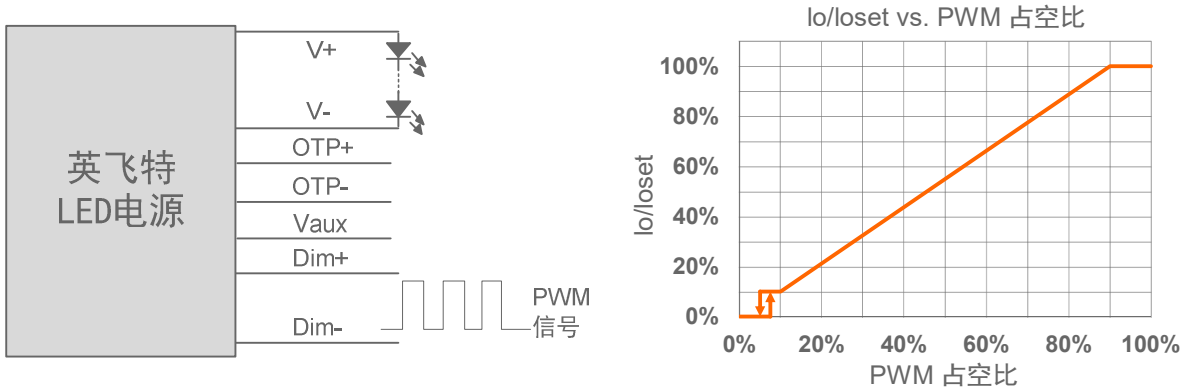 英飞特
LED电源
V+
V-
OTP+
OTP-
Vaux
Dim+
Dim-
PWM
信号
Io/Ioset vs. PWM 占空比
Io/Ioset
100%
80%
60%
40%
20%
0%
0% 20% 40% 60% 80% 100%
PWM 占空比